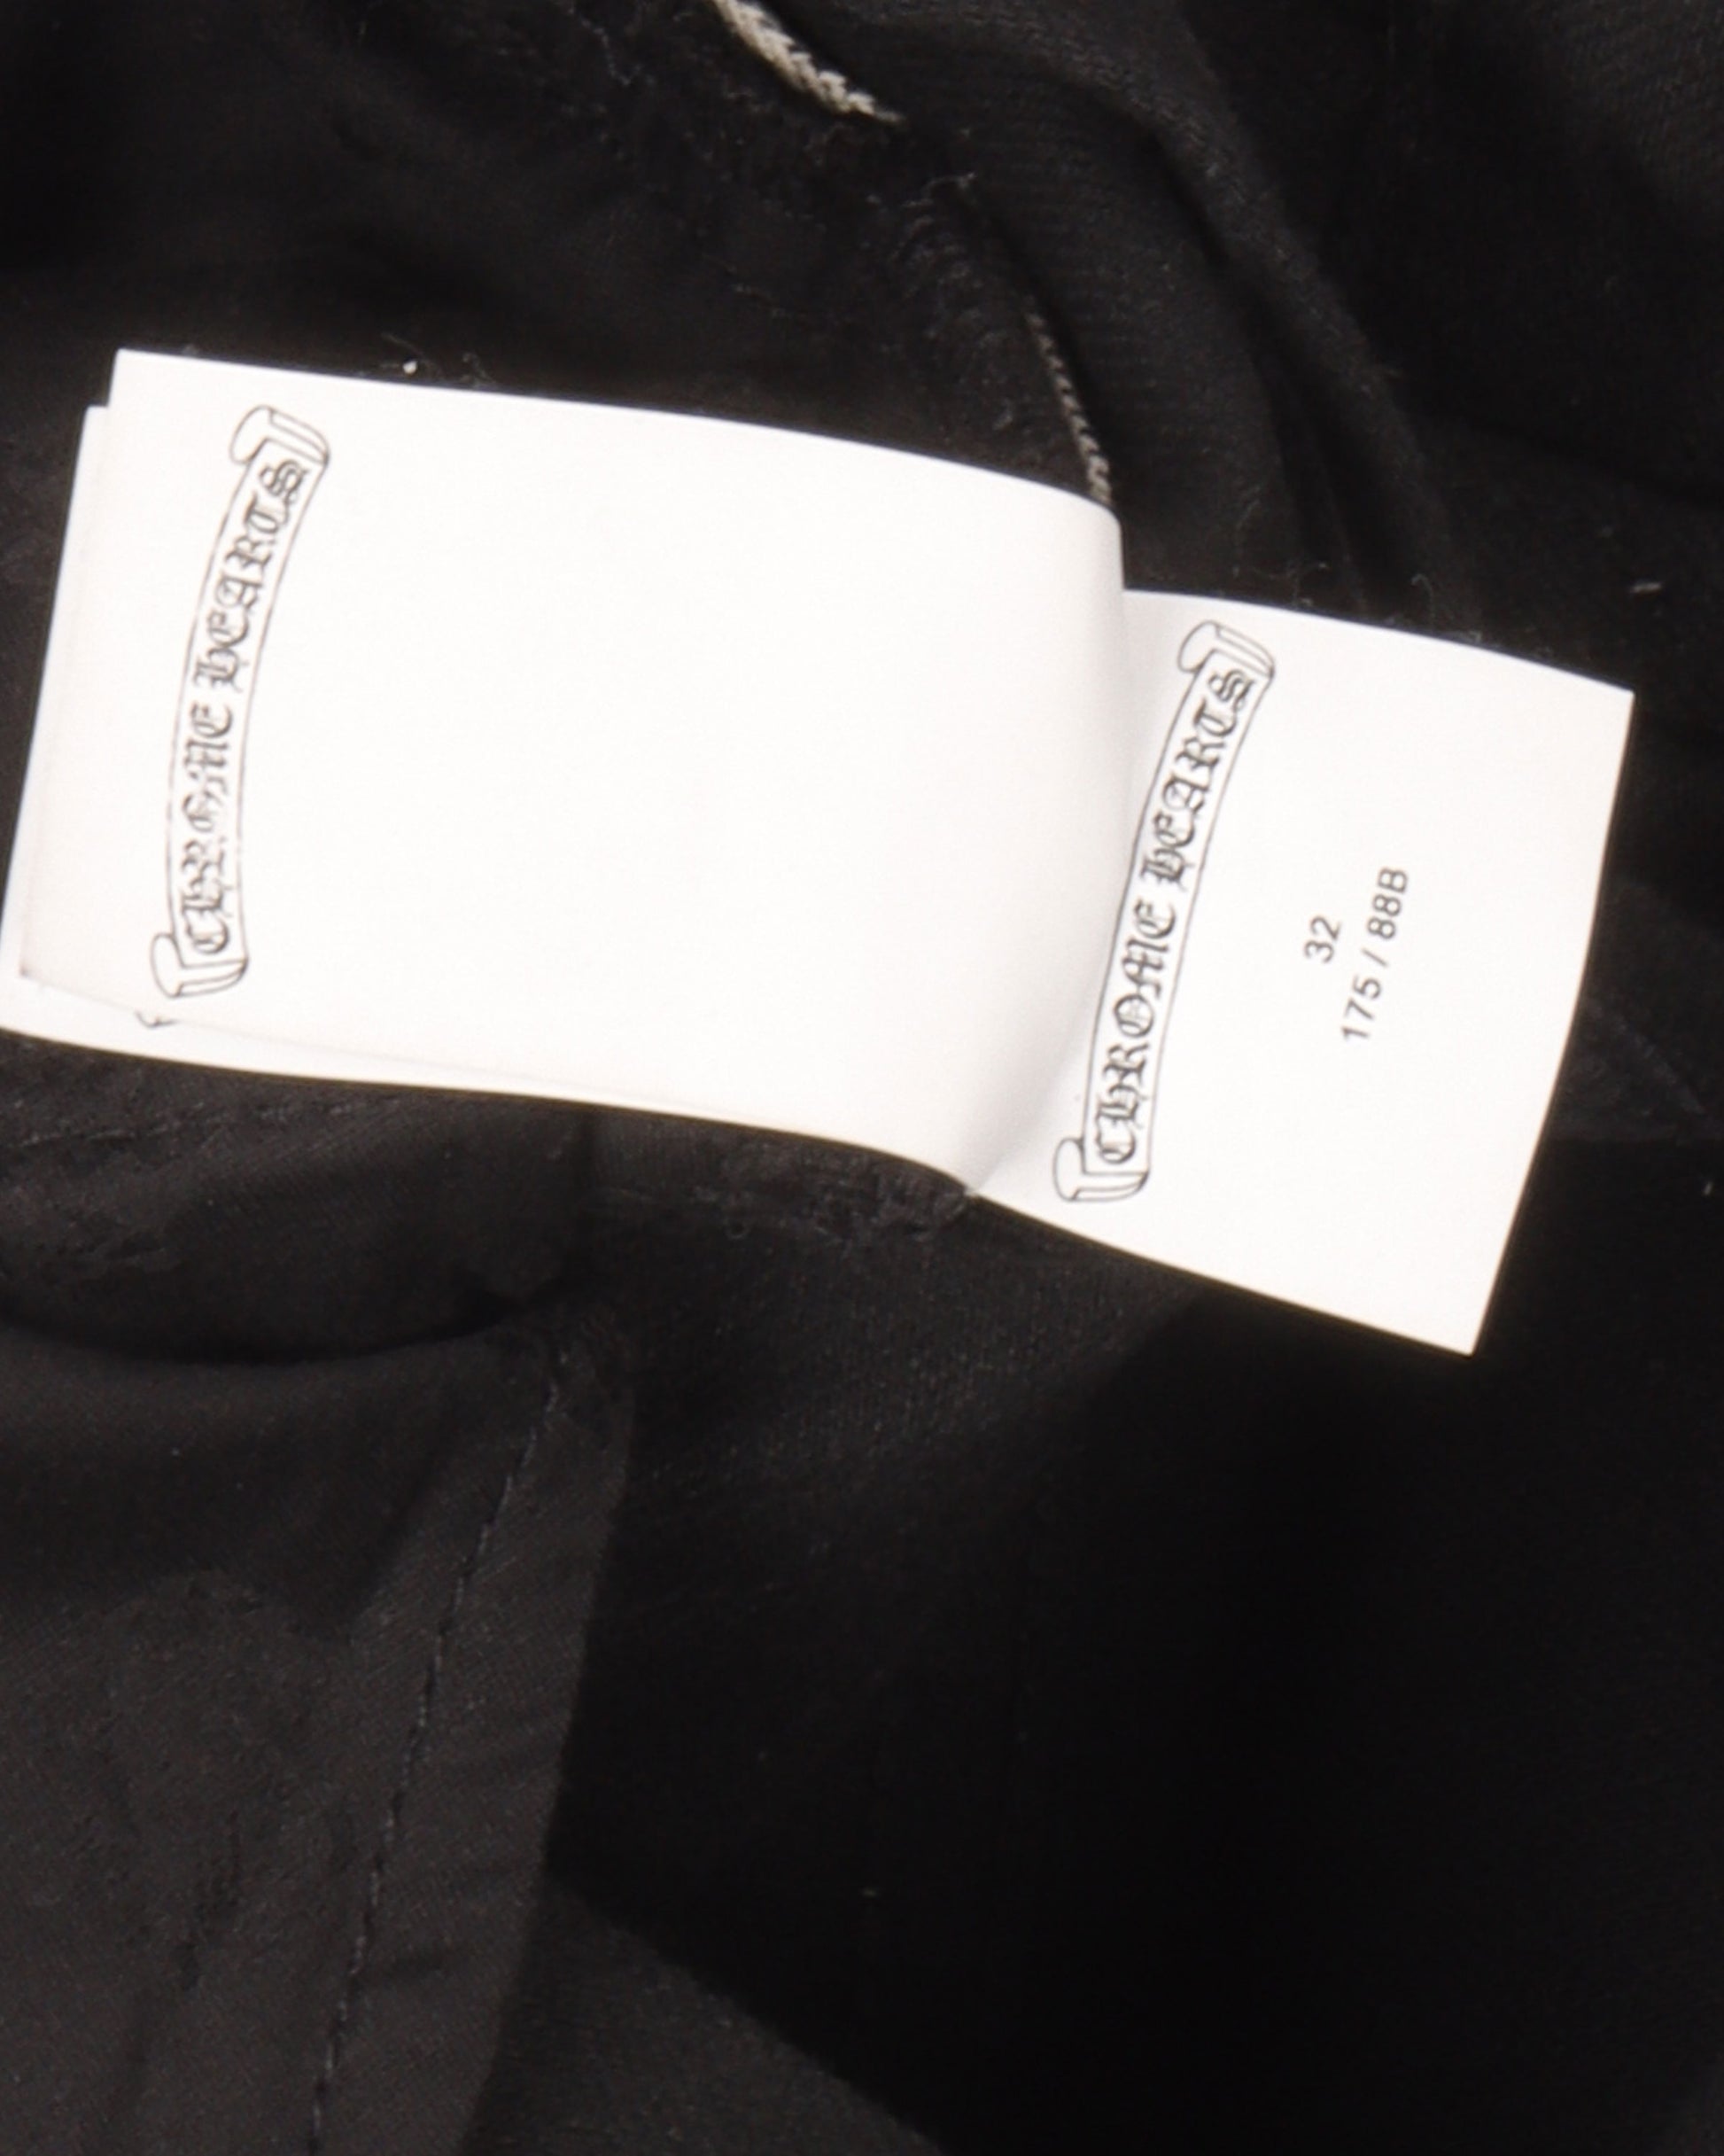 CHROME HEARTS
CHROME HEARTS
32
175 / 88B